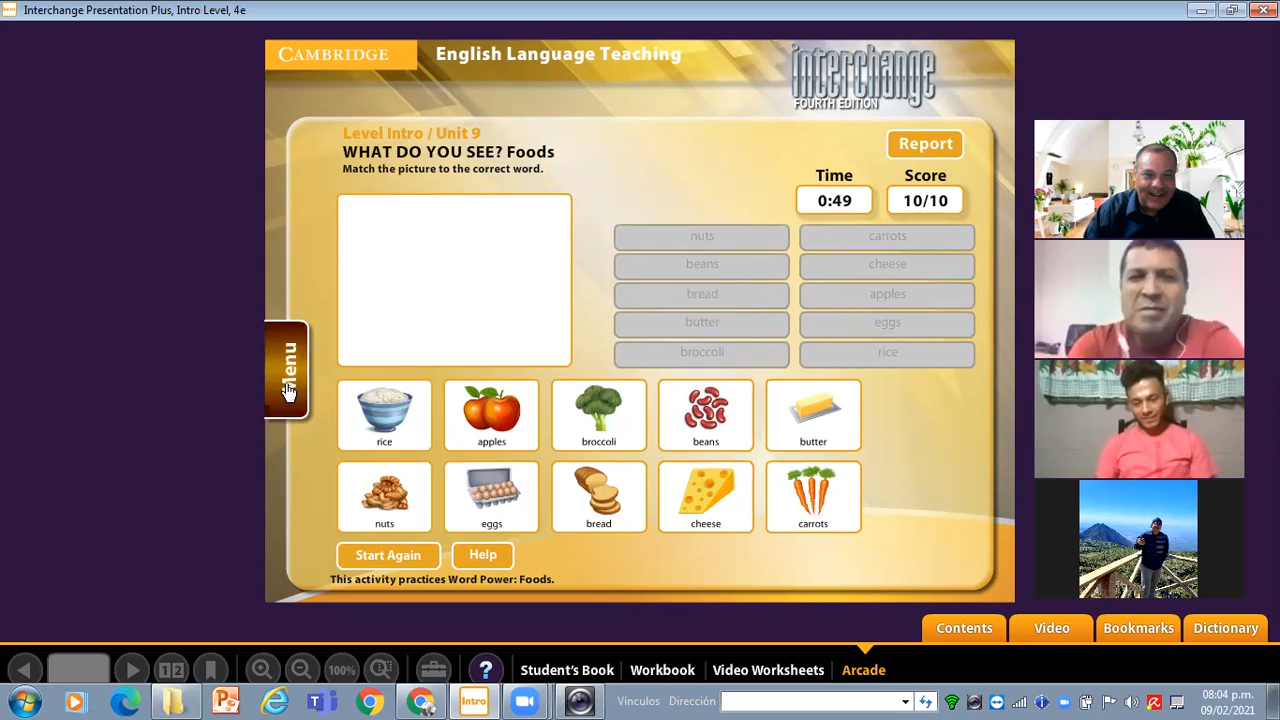 Interchange Presentation Plus, Intro Level, 4e
CAMBRIDGE
English Language Teaching
interchange
FOURTH EDITION
Level Intro / Unit 9
WHAT DO YOU SEE? Foods
Match the picture to the correct word.
Report
Time
Score
0:49
10/10
nuts
carrots
beans
cheese
bread
apples
butter
eggs
broccoli
rice
Menu
rice
apples
broccoli
beans
butter
nuts
eggs
bread
cheese
carrots
Start Again
Help
This activity practices Word Power: Foods.
Contents
Video
Bookmarks
Dictionary
12
100%
?
Student's Book
Workbook
Video Worksheets
Arcade
Intro
Vínculos
Dirección
08:04 p.m.
09/02/2021